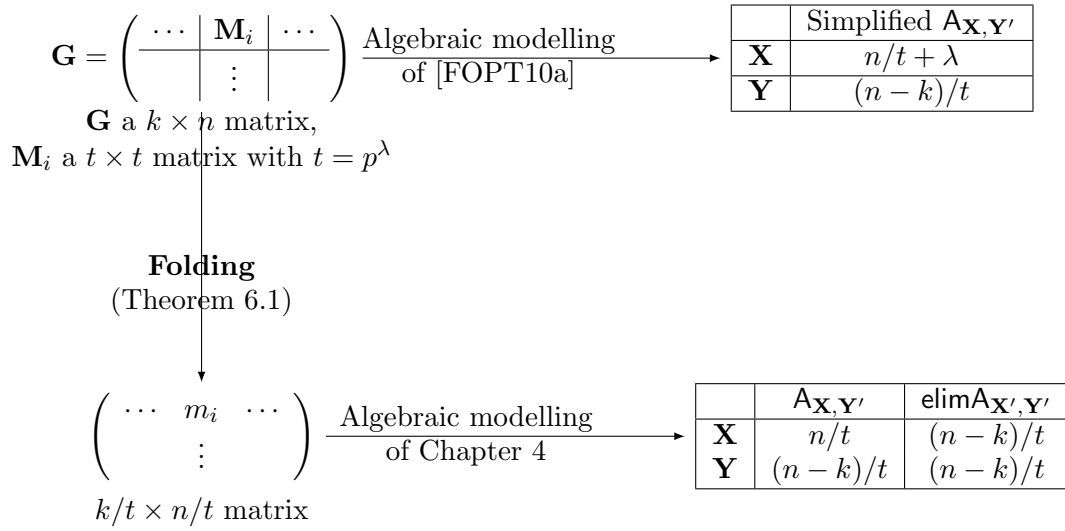 G = ( ··· | M_i | ··· )
⋮
G a k × n matrix,
M_i a t × t matrix with t = p^λ
Algebraic modelling
of [FOPT10a]
Simplified A_{X,Y′}
X n/t + λ
Y (n − k)/t
Folding
(Theorem 6.1)
( ··· m_i ··· )
⋮
k/t × n/t matrix
Algebraic modelling
of Chapter 4
A_{X,Y′} elimA_{X′,Y′}
X n/t (n − k)/t
Y (n − k)/t (n − k)/t